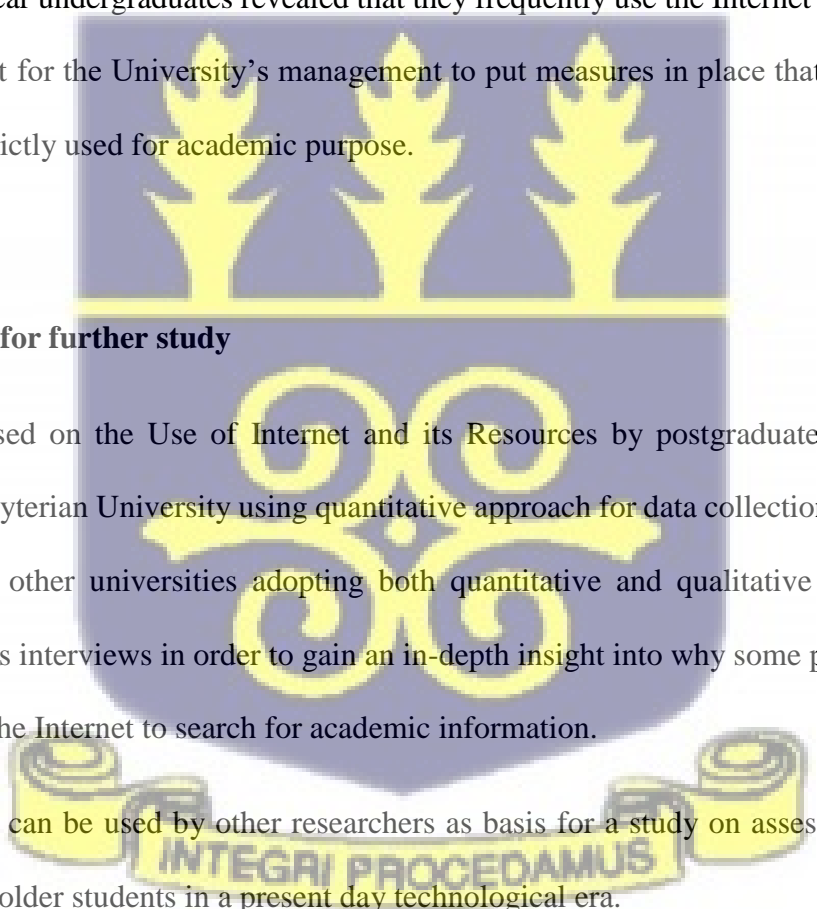 ear undergraduates revealed that they frequently use the Internet
t for the University's management to put measures in place that
ictly used for academic purpose.
for further study
sed on the Use of Internet and its Resources by postgraduate
yterian University using quantitative approach for data collection
other universities adopting both quantitative and qualitative
s interviews in order to gain an in-depth insight into why some p
he Internet to search for academic information.
can be used by other researchers as basis for a study on asses
INTEGRI PROCEDAMUS
older students in a present day technological era.